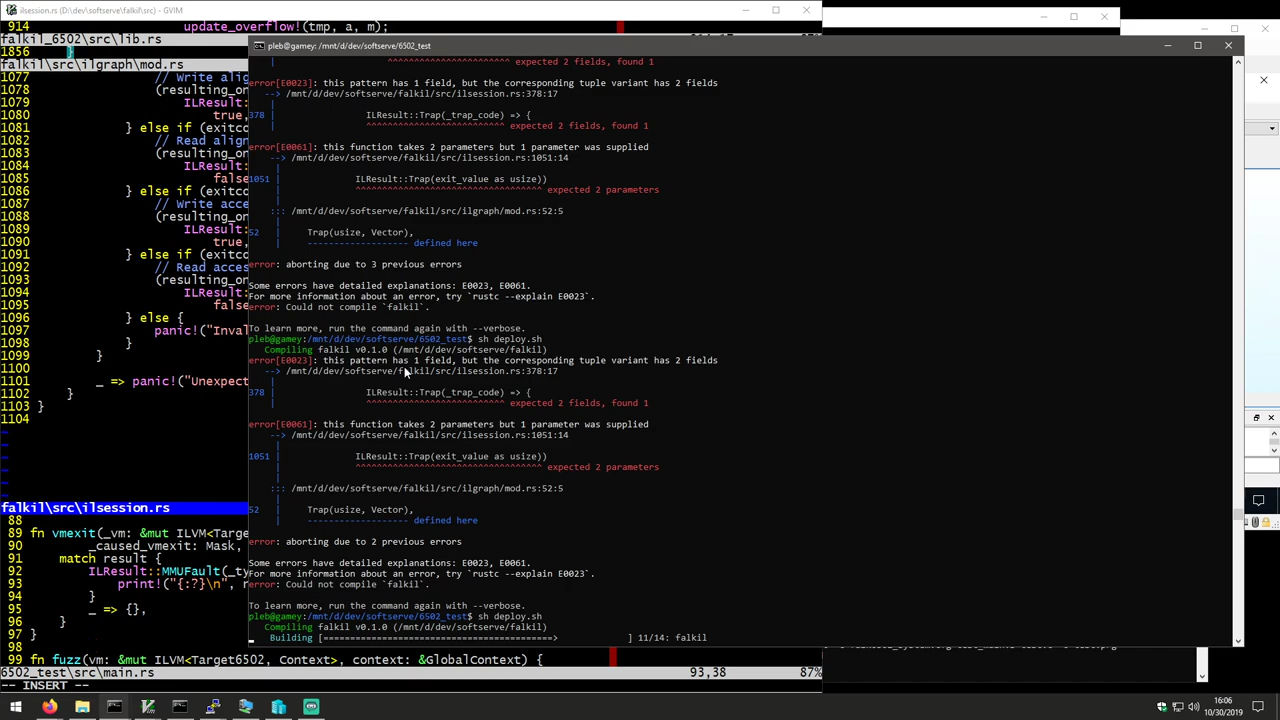 ilsession.rs (D:\dev\softserve\falkil\src) - GVIM
914 update_overflow!(tmp, a, m);
falkil_6502\src\lib.rs
1856 }
falkil\src\ilgraph\mod.rs
1077 // Write alig
1078 (resulting_on
1079 ILResult:
1080 true,
1081 } else if (exitco
1082 // Read align
1083 (resulting_on
1084 ILResult:
1085 false
1086 } else if (exitco
1087 // Write acce
1088 (resulting_on
1089 ILResult:
1090 true,
1091 } else if (exitco
1092 // Read acces
1093 (resulting_on
1094 ILResult:
1095 false
1096 } else {
1097 panic!("Inval
1098 }
1099 }
1100
1101 _ => panic!("Unexpect
1102 }
1103 }
1104
~
~
~
~
~
falkil\src\ilsession.rs
88
89 fn vmexit(_vm: &mut ILVM<Target
90 _caused_vmexit: Mask,
91 match result {
92 ILResult::MMUFault(_ty
93 print!("{:?}\n", r
94 }
95 _ => {},
96 }
97 }
98
99 fn fuzz(vm: &mut ILVM<Target6502, Context>, context: &GlobalContext) {
6502_test\src\main.rs 93,38 87%
-- INSERT --
pleb@gamey: /mnt/d/dev/softserve/6502_test
| ^^^^^^^^^^^^^^^^^^^^^^^ expected 2 fields, found 1
error[E0023]: this pattern has 1 field, but the corresponding tuple variant has 2 fields
--> /mnt/d/dev/softserve/falkil/src/ilsession.rs:378:17
|
378 | ILResult::Trap(_trap_code) => {
| ^^^^^^^^^^^^^^^^^^^^^^^^^^ expected 2 fields, found 1
error[E0061]: this function takes 2 parameters but 1 parameter was supplied
--> /mnt/d/dev/softserve/falkil/src/ilsession.rs:1051:14
|
1051 | ILResult::Trap(exit_value as usize))
| ^^^^^^^^^^^^^^^^^^^^^^^^^^^^^^^^^^^ expected 2 parameters
|
::: /mnt/d/dev/softserve/falkil/src/ilgraph/mod.rs:52:5
|
52 | Trap(usize, Vector),
| ------------------- defined here
error: aborting due to 3 previous errors
Some errors have detailed explanations: E0023, E0061.
For more information about an error, try `rustc --explain E0023`.
error: Could not compile `falkil`.
To learn more, run the command again with --verbose.
pleb@gamey:/mnt/d/dev/softserve/6502_test$ sh deploy.sh
Compiling falkil v0.1.0 (/mnt/d/dev/softserve/falkil)
error[E0023]: this pattern has 1 field, but the corresponding tuple variant has 2 fields
--> /mnt/d/dev/softserve/falkil/src/ilsession.rs:378:17
|
378 | ILResult::Trap(_trap_code) => {
| ^^^^^^^^^^^^^^^^^^^^^^^^^^ expected 2 fields, found 1
error[E0061]: this function takes 2 parameters but 1 parameter was supplied
--> /mnt/d/dev/softserve/falkil/src/ilsession.rs:1051:14
|
1051 | ILResult::Trap(exit_value as usize))
| ^^^^^^^^^^^^^^^^^^^^^^^^^^^^^^^^^^^ expected 2 parameters
|
::: /mnt/d/dev/softserve/falkil/src/ilgraph/mod.rs:52:5
|
52 | Trap(usize, Vector),
| ------------------- defined here
error: aborting due to 2 previous errors
Some errors have detailed explanations: E0023, E0061.
For more information about an error, try `rustc --explain E0023`.
error: Could not compile `falkil`.
To learn more, run the command again with --verbose.
pleb@gamey:/mnt/d/dev/softserve/6502_test$ sh deploy.sh
Compiling falkil v0.1.0 (/mnt/d/dev/softserve/falkil)
Building [===========================================> ] 11/14: falkil
16:06
10/30/2019